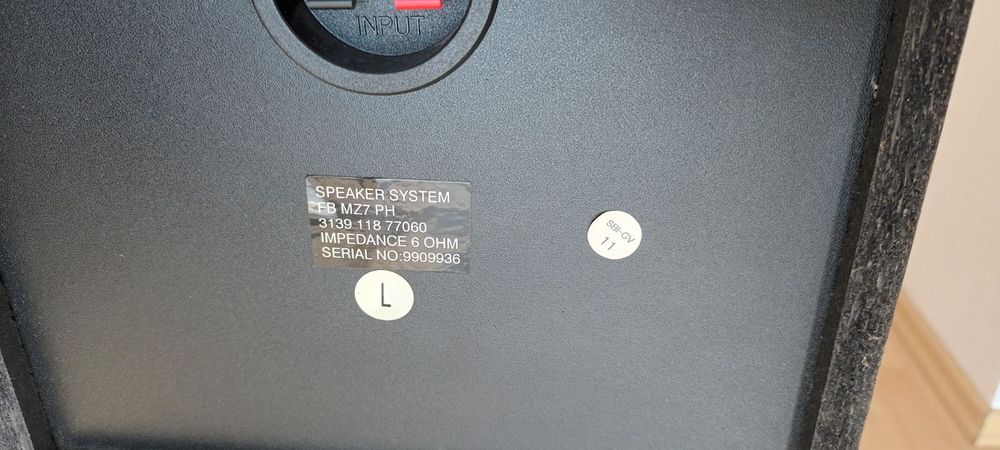 INPUT
SPEAKER SYSTEM
FB MZ7 PH
3139 118 77060
IMPEDANCE 6 OHM
SERIAL NO:9909936
L
SBI-GV
11